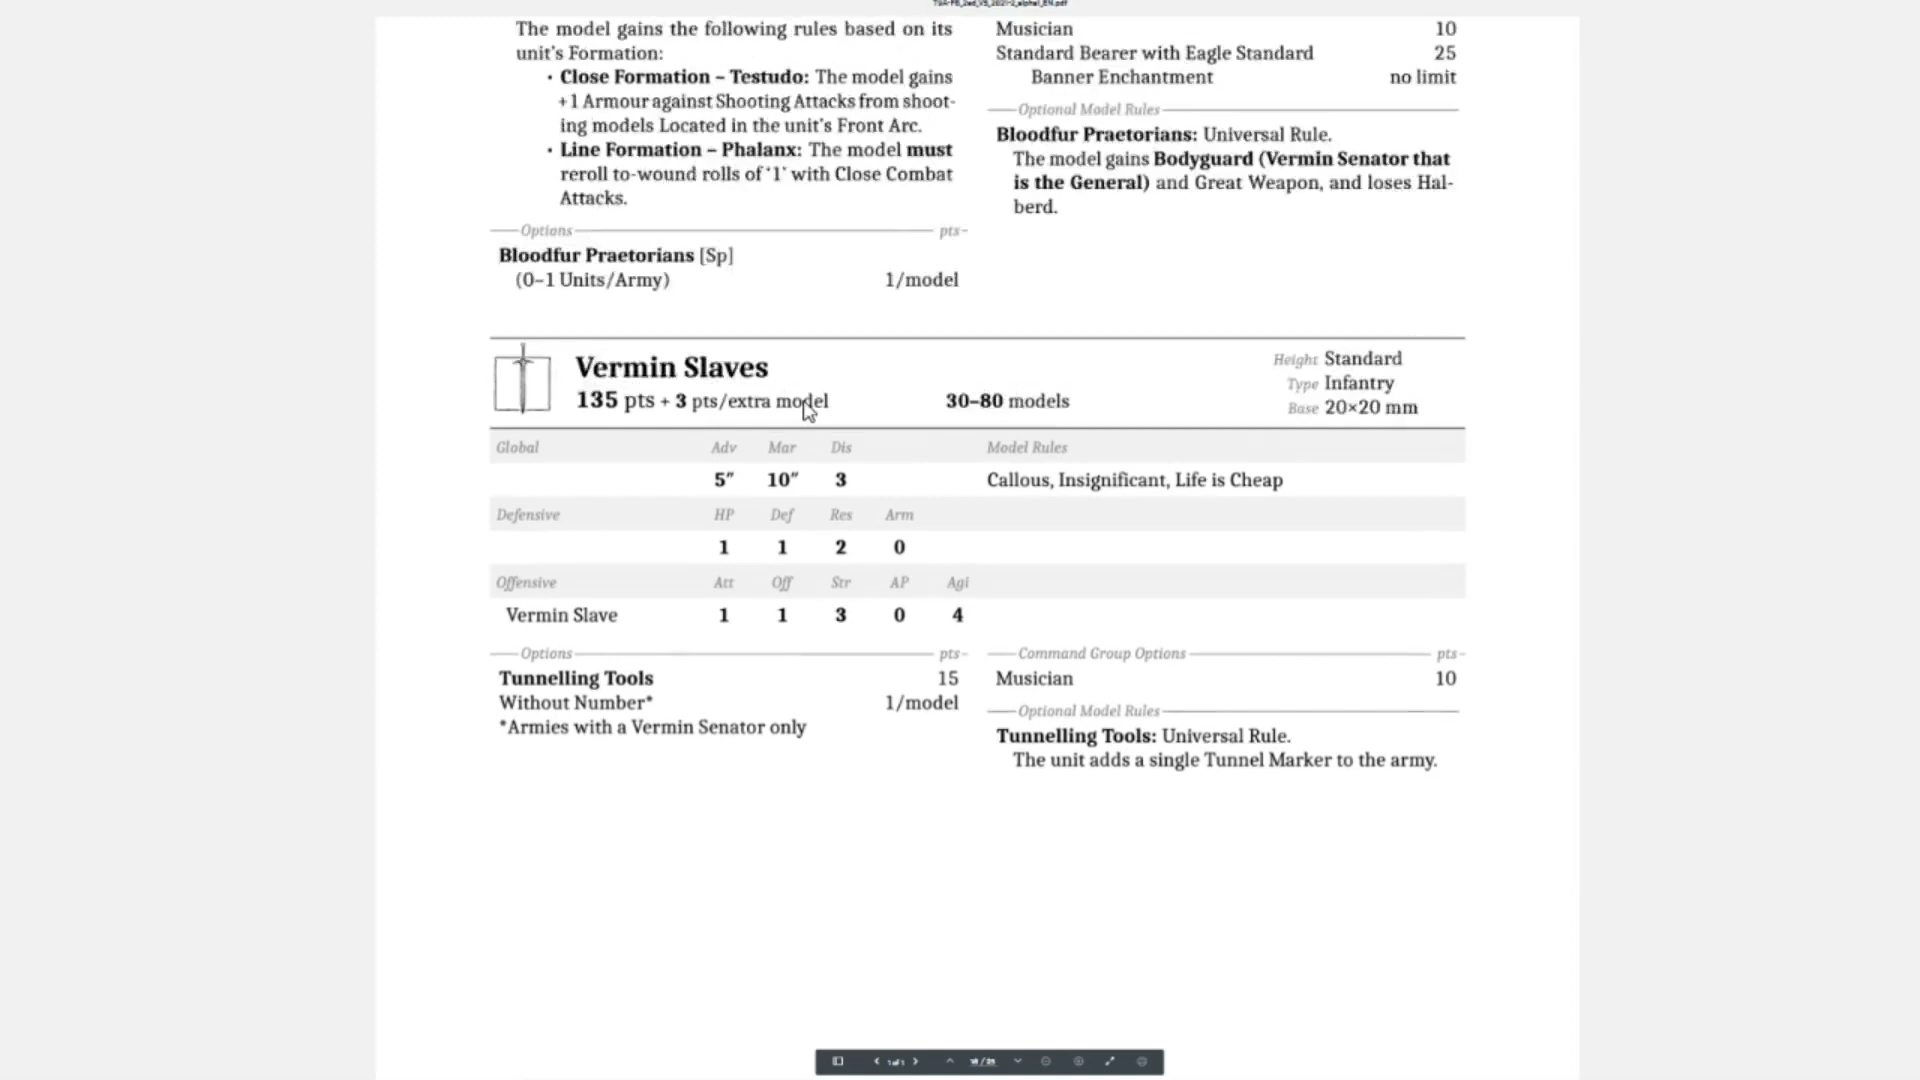 The model gains the following rules based on its
unit's Formation:
· Close Formation – Testudo: The model gains
+1 Armour against Shooting Attacks from shoot-
ing models Located in the unit's Front Arc.
· Line Formation – Phalanx: The model must
reroll to-wound rolls of '1' with Close Combat
Attacks.
Options pts
Bloodfur Praetorians [Sp]
(0–1 Units/Army) 1/model
Musician 10
Standard Bearer with Eagle Standard 25
Banner Enchantment no limit
Optional Model Rules
Bloodfur Praetorians: Universal Rule.
The model gains Bodyguard (Vermin Senator that
is the General) and Great Weapon, and loses Hal-
berd.
Vermin Slaves
135 pts + 3 pts/extra model 30–80 models
Height Standard
Type Infantry
Base 20×20 mm
Global Adv Mar Dis Model Rules
5″ 10″ 3 Callous, Insignificant, Life is Cheap
Defensive HP Def Res Arm
1 1 2 0
Offensive Att Off Str AP Agi
Vermin Slave 1 1 3 0 4
Options pts
Tunnelling Tools 15
Without Number* 1/model
*Armies with a Vermin Senator only
Command Group Options pts
Musician 10
Optional Model Rules
Tunnelling Tools: Universal Rule.
The unit adds a single Tunnel Marker to the army.